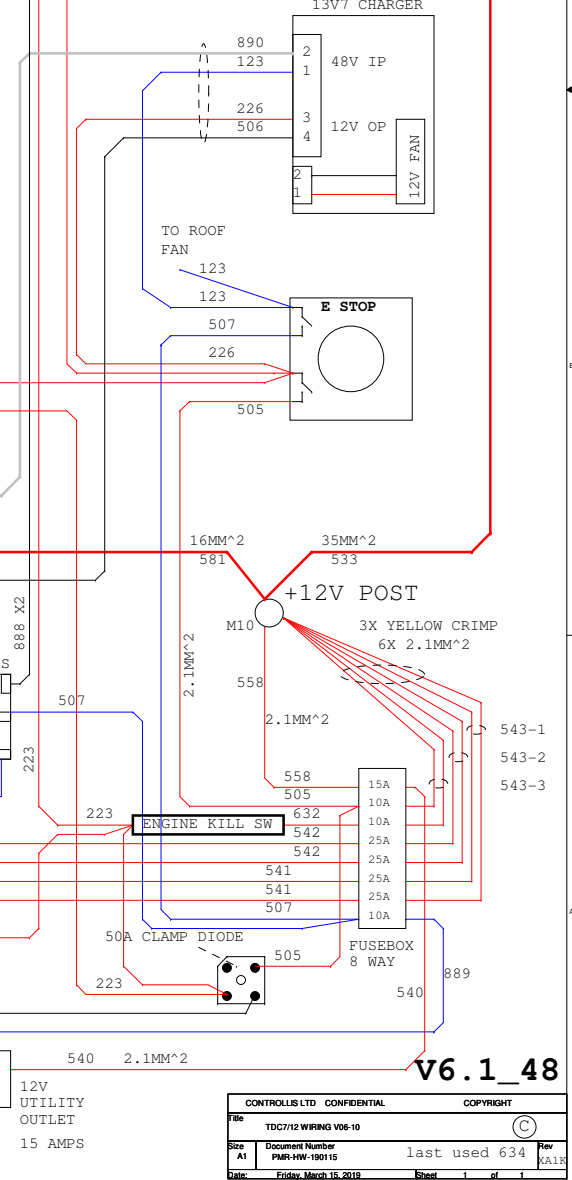 13V7 CHARGER
890
123
2
1
48V IP
226
506
3
4
12V OP
12V FAN
2
1
TO ROOF
FAN
123
123
E STOP
507
226
505
16MM^2
581
35MM^2
533
+12V POST
M10
3X YELLOW CRIMP
6X 2.1MM^2
888 X2
S
2.1MM^2
558
507
2.1MM^2
543-1
543-2
543-3
223
558
505
632
542
542
541
541
507
15A
10A
10A
25A
25A
25A
25A
10A
223
ENGINE KILL SW
50A CLAMP DIODE
FUSEBOX
8 WAY
505
223
540
889
540 2.1MM^2
12V
UTILITY
OUTLET
15 AMPS
V6.1_48
CONTROLLIS LTD CONFIDENTIAL COPYRIGHT
Title
TDC7/12 WIRING V06-10
C
Size
A1
Document Number
PMR-HW-190115
last used 634
Rev
XA1K
Date: Friday, March 15, 2019 Sheet 1 of 1